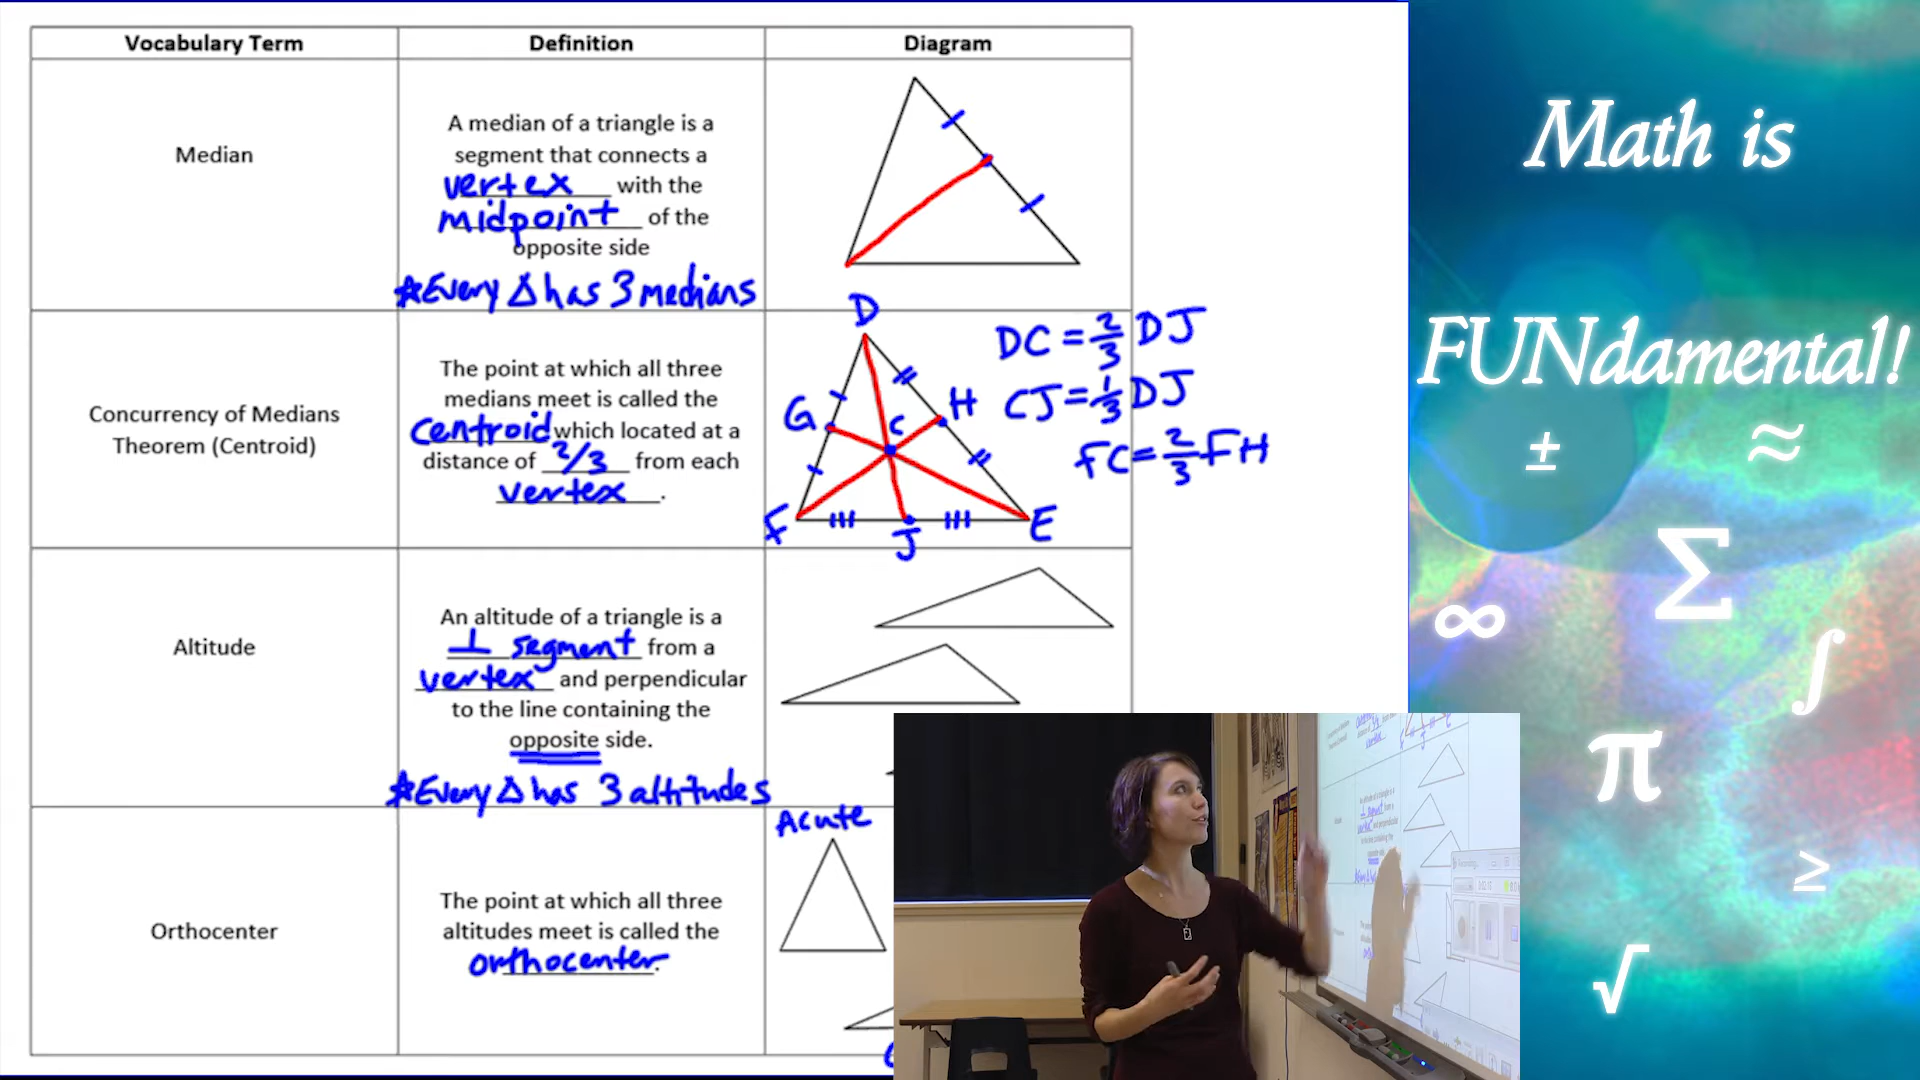 Vocabulary Term
Definition
Diagram
Median
A median of a triangle is a
segment that connects a
vertex with the
midpoint of the
opposite side
*Every Δ has 3 medians
Concurrency of Medians
Theorem (Centroid)
The point at which all three
medians meet is called the
centroid which located at a
distance of 2/3 from each
vertex.
D
G
H
C
F
J
E
DC = 2/3 DJ
CJ = 1/3 DJ
FC = 2/3 FH
Altitude
An altitude of a triangle is a
⊥ segment from a
vertex and perpendicular
to the line containing the
opposite side.
*Every Δ has 3 altitudes
Orthocenter
The point at which all three
altitudes meet is called the
orthocenter.
Acute
Math is
FUNdamental!
± ≈
Σ
∞
∫
π
≥
√